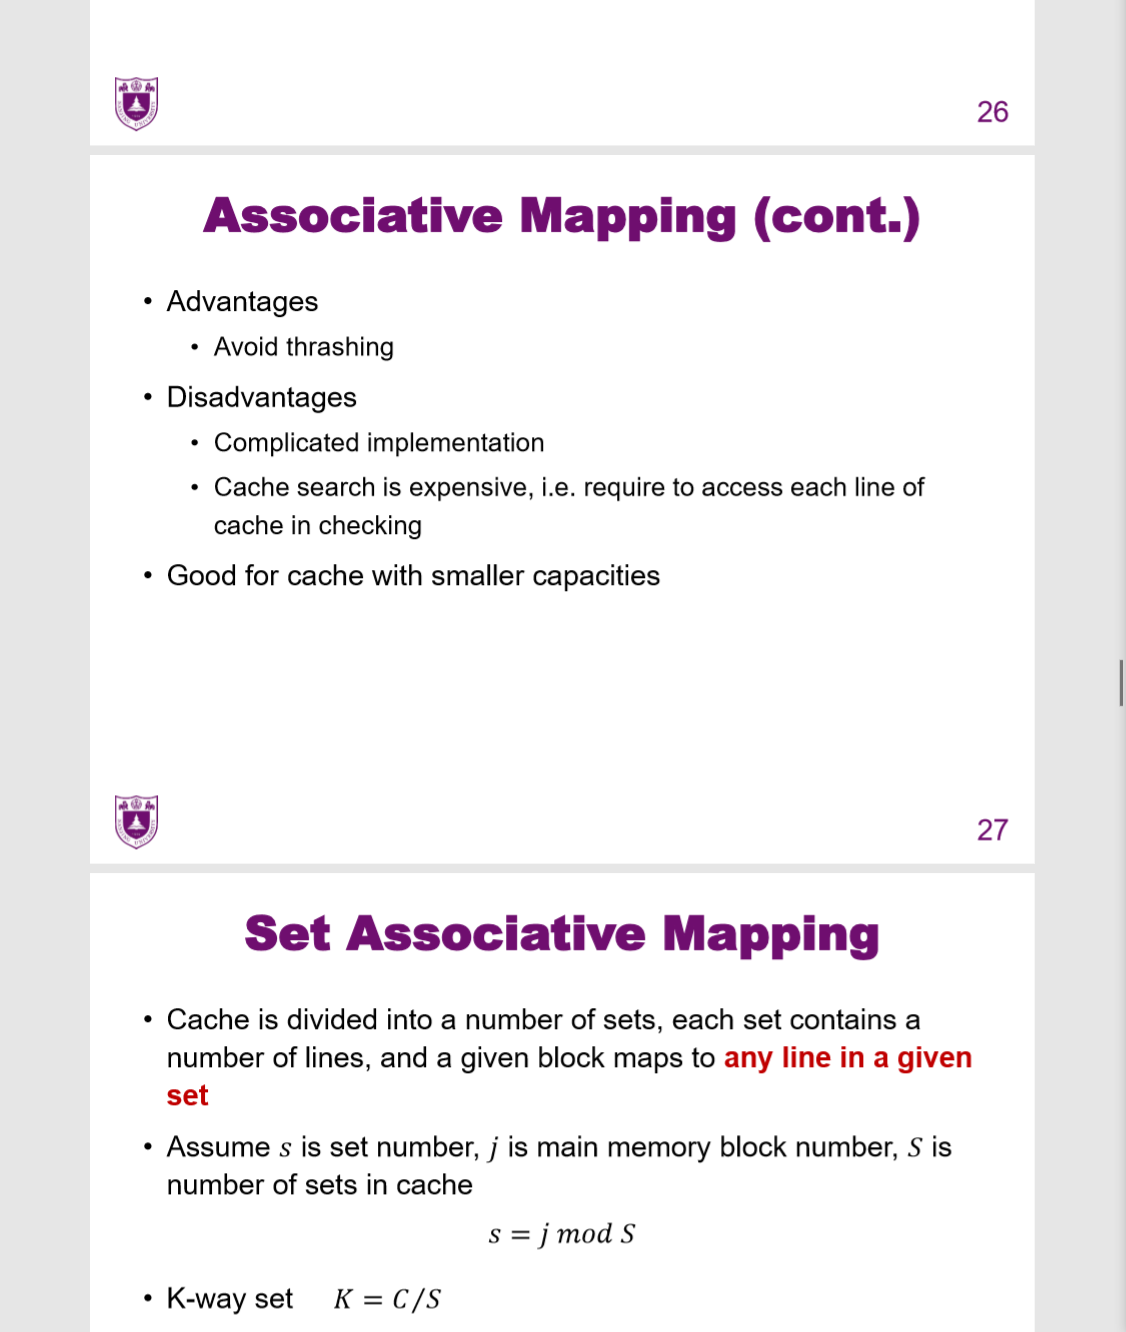 26
Associative Mapping (cont.)
• Advantages
• Avoid thrashing
• Disadvantages
• Complicated implementation
• Cache search is expensive, i.e. require to access each line of
cache in checking
• Good for cache with smaller capacities
27
Set Associative Mapping
• Cache is divided into a number of sets, each set contains a
number of lines, and a given block maps to any line in a given
set
• Assume s is set number, j is main memory block number, S is
number of sets in cache
s = j mod S
• K-way set K = C/S